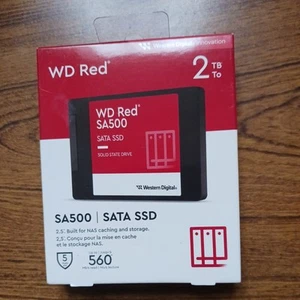 WD Red®
2 TB
To
WD Red®
SA500
SATA SSD
SOLID STATE DRIVE
Western Digital®
SA500 | SATA SSD
2,5". Built for NAS caching and storage.
2,5". Conçu pour la mise en cache
et le stockage NAS.
5
560